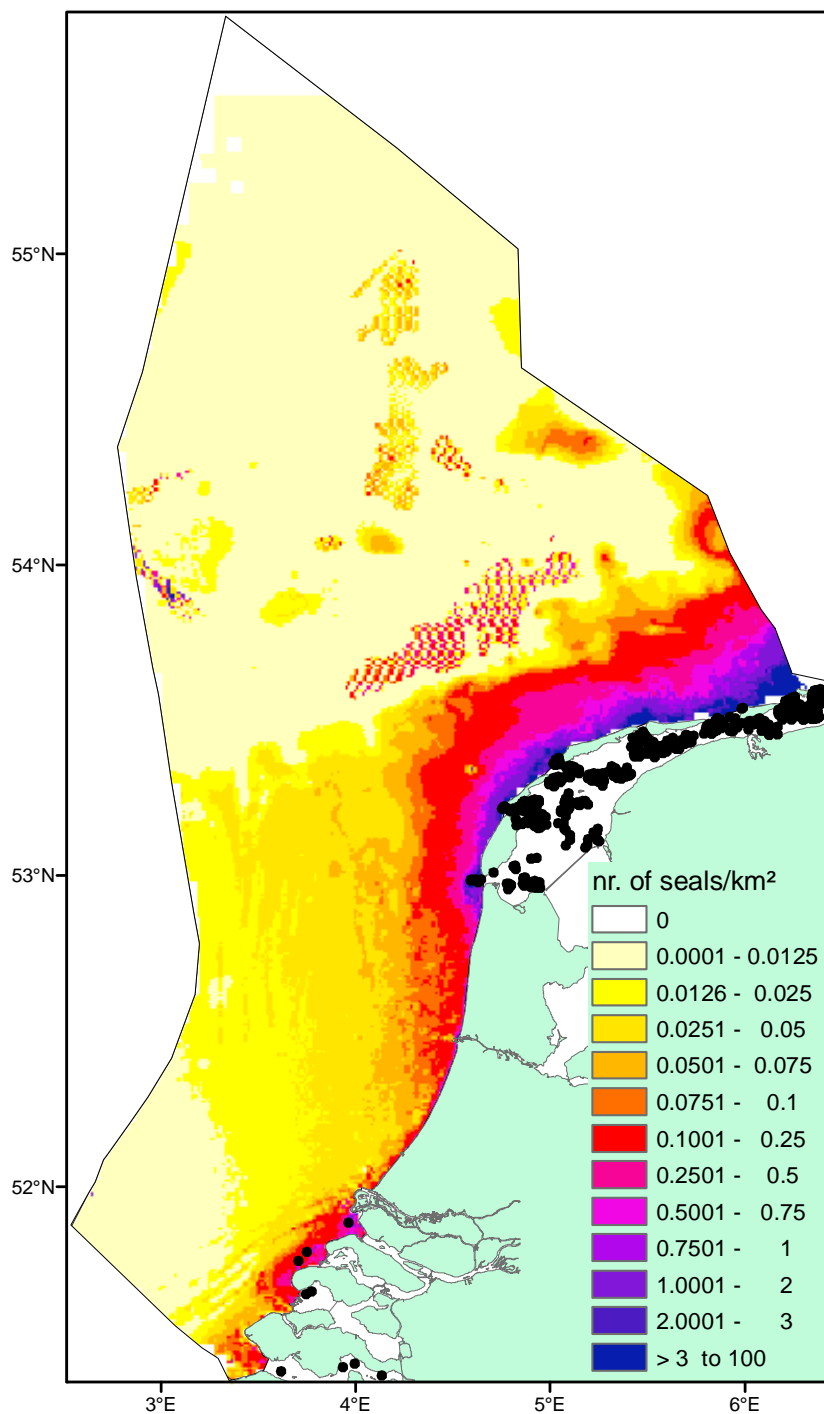 55°N
54°N
53°N
52°N
nr. of seals/km²
0
0.0001 - 0.0125
0.0126 - 0.025
0.0251 - 0.05
0.0501 - 0.075
0.0751 - 0.1
0.1001 - 0.25
0.2501 - 0.5
0.5001 - 0.75
0.7501 - 1
1.0001 - 2
2.0001 - 3
> 3 to 100
3°E 4°E 5°E 6°E